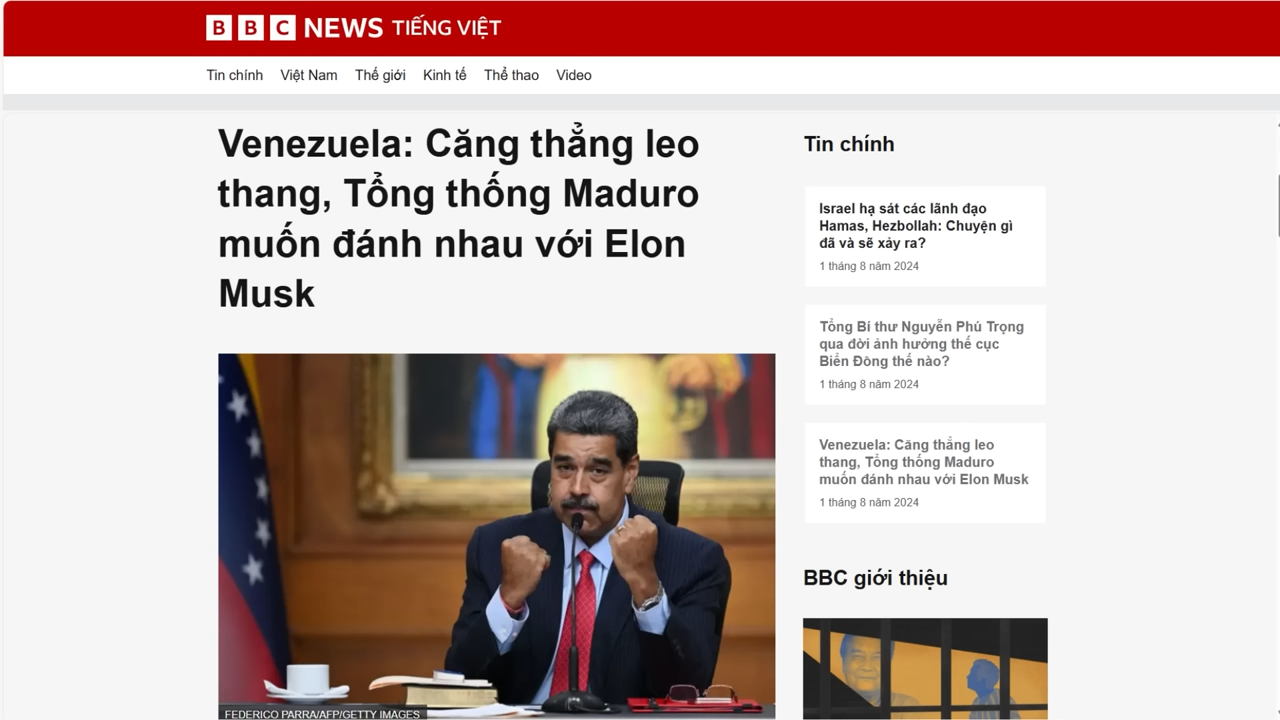 BBC NEWS TIẾNG VIỆT
Tin chính Việt Nam Thế giới Kinh tế Thể thao Video
Venezuela: Căng thẳng leo
thang, Tổng thống Maduro
muốn đánh nhau với Elon
Musk
FEDERICO PARRA/AFP/GETTY IMAGES
Tin chính
Israel hạ sát các lãnh đạo
Hamas, Hezbollah: Chuyện gì
đã và sẽ xảy ra?
1 tháng 8 năm 2024
Tổng Bí thư Nguyễn Phú Trọng
qua đời ảnh hưởng thế cục
Biển Đông thế nào?
1 tháng 8 năm 2024
Venezuela: Căng thẳng leo
thang, Tổng thống Maduro
muốn đánh nhau với Elon Musk
1 tháng 8 năm 2024
BBC giới thiệu